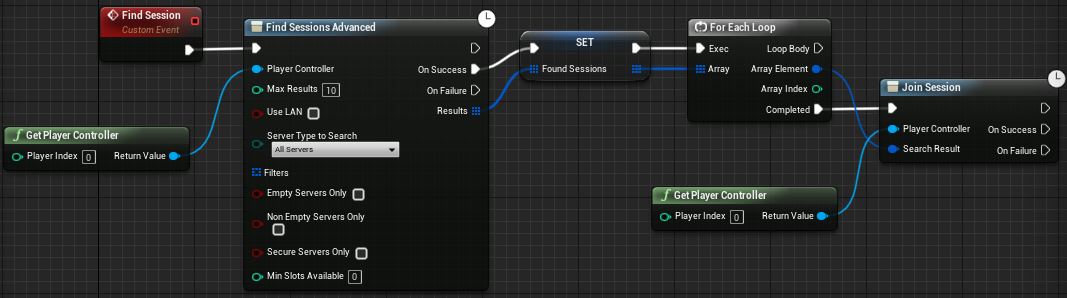 Find Session
Custom Event
Find Sessions Advanced
Player Controller
On Success
Max Results 10
On Failure
Use LAN
Results
Server Type to Search
All Servers
Filters
Empty Servers Only
Non Empty Servers Only
Secure Servers Only
Min Slots Available 0
f Get Player Controller
Player Index 0 Return Value
SET
Found Sessions
For Each Loop
Exec Loop Body
Array Array Element
Array Index
Completed
Join Session
Player Controller On Success
Search Result On Failure
f Get Player Controller
Player Index 0 Return Value